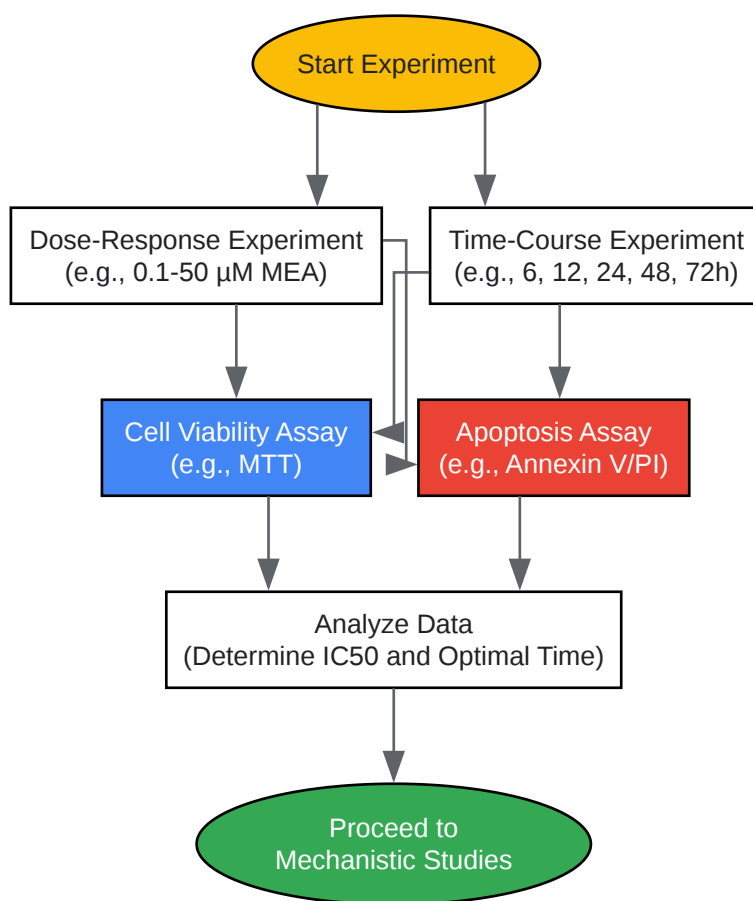 Start Experiment
Dose-Response Experiment
(e.g., 0.1-50 µM MEA)
Time-Course Experiment
(e.g., 6, 12, 24, 48, 72h)
Cell Viability Assay
(e.g., MTT)
Apoptosis Assay
(e.g., Annexin V/PI)
Analyze Data
(Determine IC50 and Optimal Time)
Proceed to
Mechanistic Studies